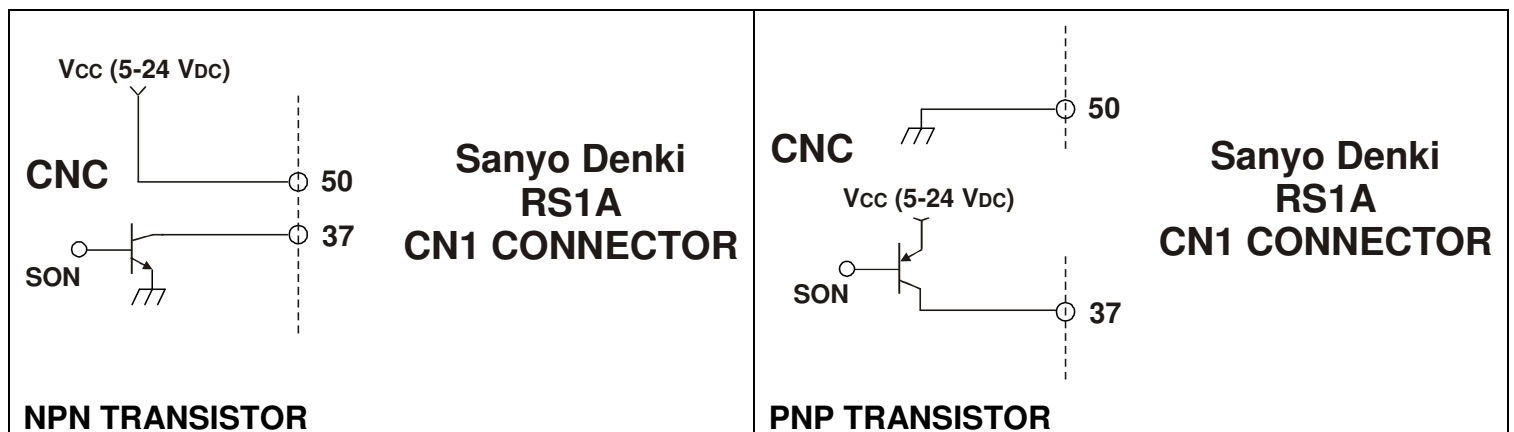 Vcc (5-24 VDC)
CNC
50
37
SON
Sanyo Denki
RS1A
CN1 CONNECTOR
NPN TRANSISTOR
50
CNC
Vcc (5-24 VDC)
SON
37
Sanyo Denki
RS1A
CN1 CONNECTOR
PNP TRANSISTOR